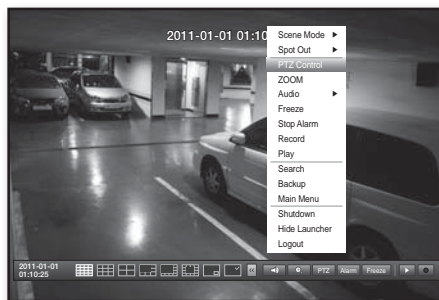 2011-01-01 01:10
Scene Mode
Spot Out
PTZ Control
ZOOM
Audio
Freeze
Stop Alarm
Record
Play
Search
Backup
Main Menu
Shutdown
Hide Launcher
Logout
2011-01-01
01:10:25
PTZ Alarm Freeze